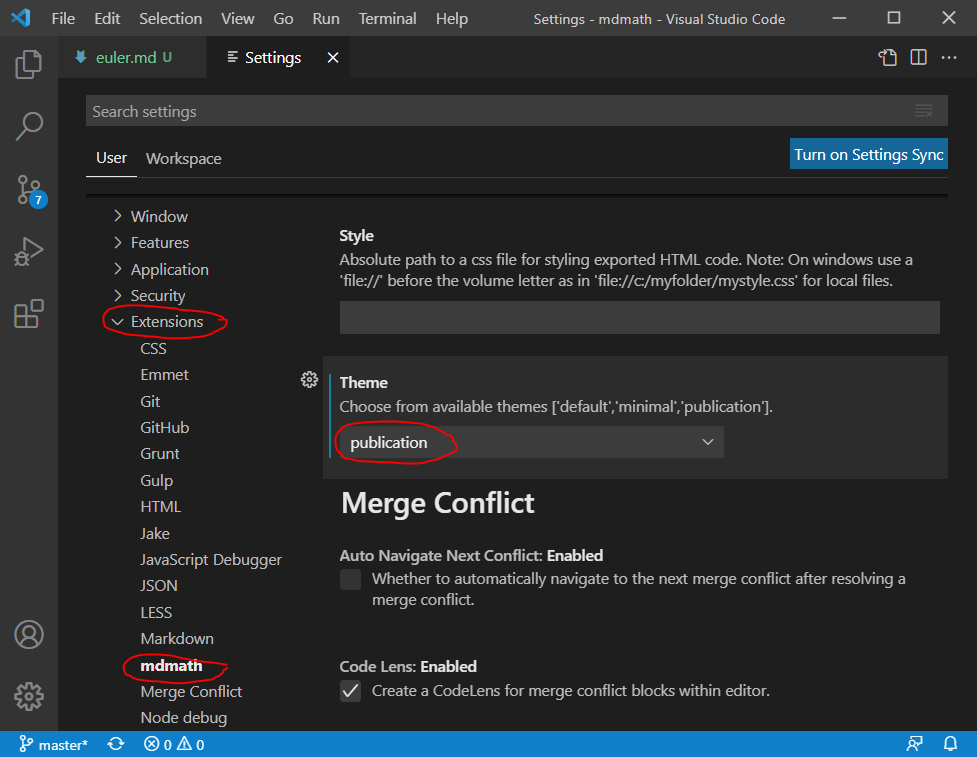 File Edit Selection View Go Run Terminal Help Settings - mdmath - Visual Studio Code
euler.md U Settings
Search settings
User Workspace Turn on Settings Sync
Window
Features
Application
Security
Extensions
CSS
Emmet
Git
GitHub
Grunt
Gulp
HTML
Jake
JavaScript Debugger
JSON
LESS
Markdown
mdmath
Merge Conflict
Node debug
Style
Absolute path to a css file for styling exported HTML code. Note: On windows use a
'file://' before the volume letter as in 'file://c:/myfolder/mystyle.css' for local files.
Theme
Choose from available themes ['default','minimal','publication'].
publication
Merge Conflict
Auto Navigate Next Conflict: Enabled
Whether to automatically navigate to the next merge conflict after resolving a
merge conflict.
Code Lens: Enabled
Create a CodeLens for merge conflict blocks within editor.
7
master* 0 0